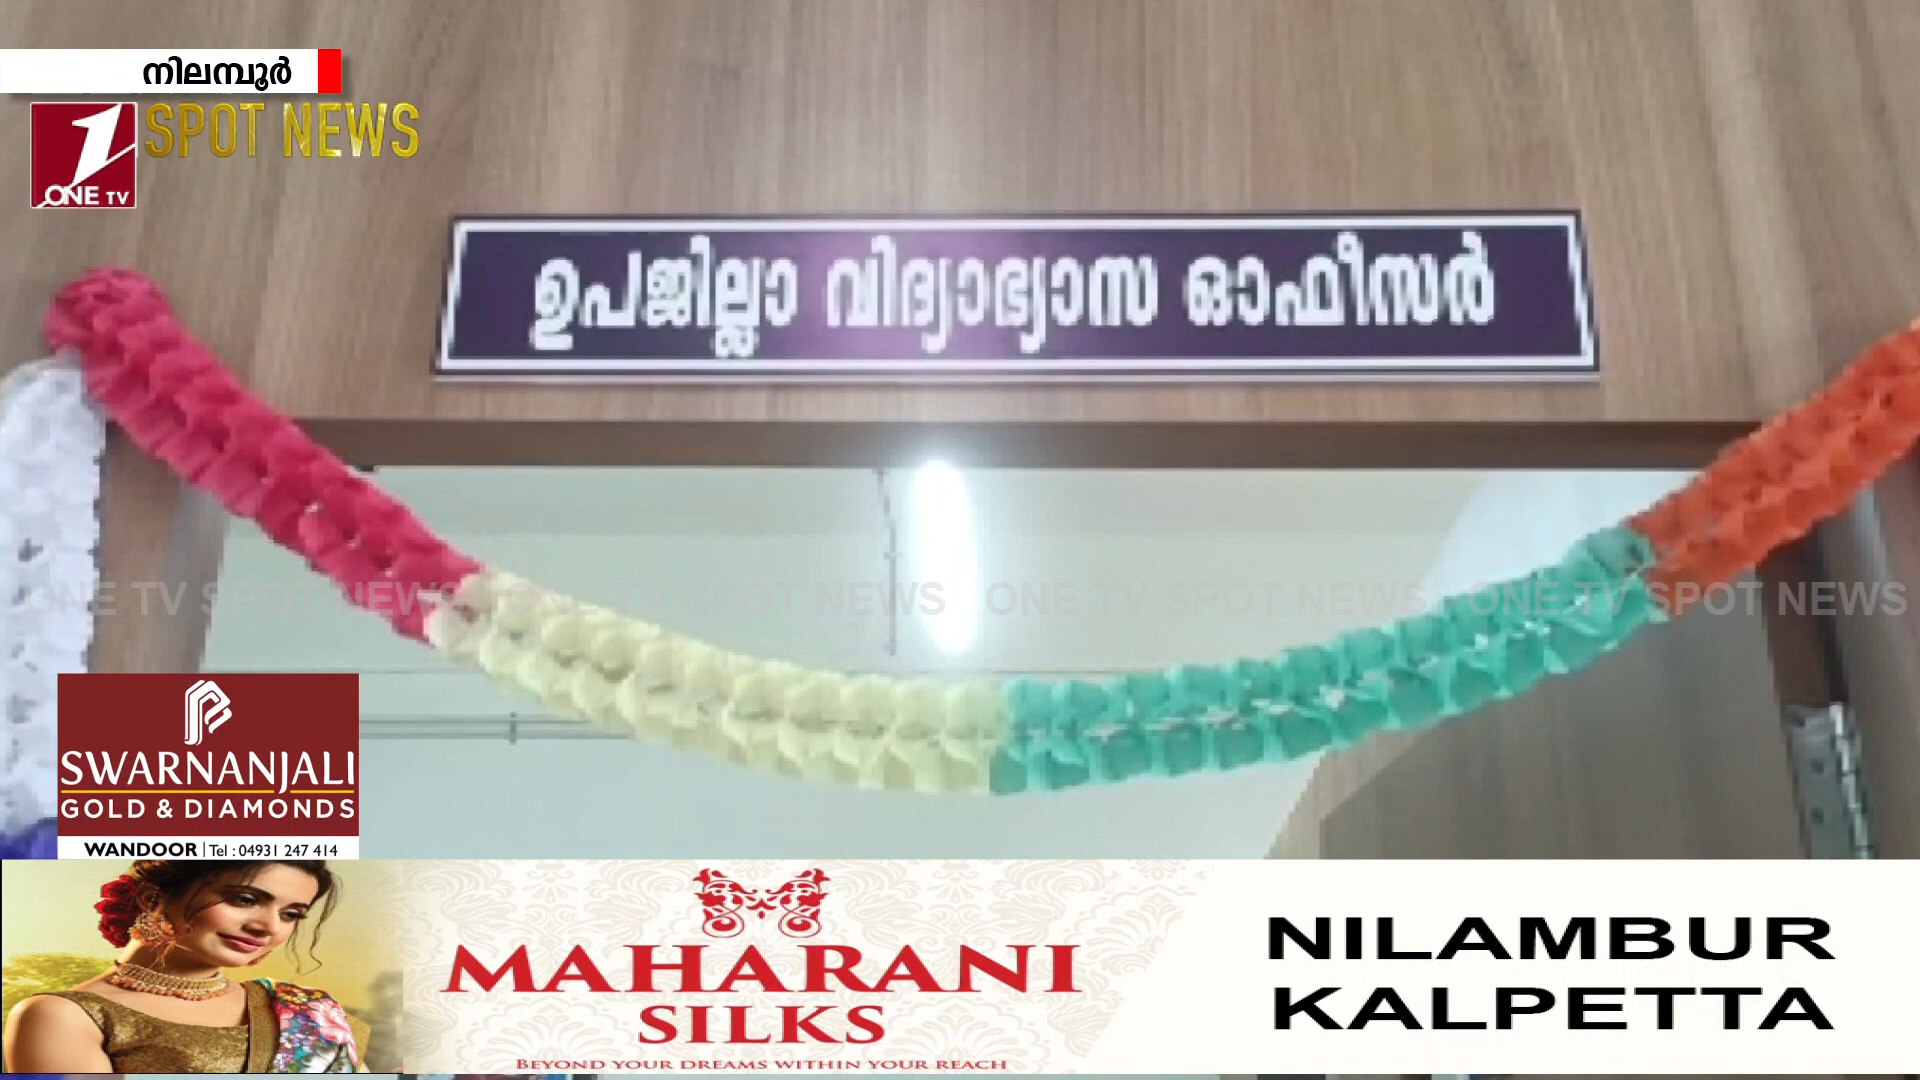 നിലമ്പൂർ
SPOT NEWS
1
ONE TV
ഉപജില്ലാ വിദ്യാഭ്യാസ ഓഫീസർ
ONE TV SPOT NEWS ONE TV SPOT NEWS ONE TV SPOT NEWS ONE TV SPOT NEWS
SWARNANJALI
GOLD & DIAMONDS
WANDOOR | Tel : 04931 247 414
MAHARANI
SILKS
BEYOND YOUR DREAMS WITHIN YOUR REACH
NILAMBUR
KALPETTA